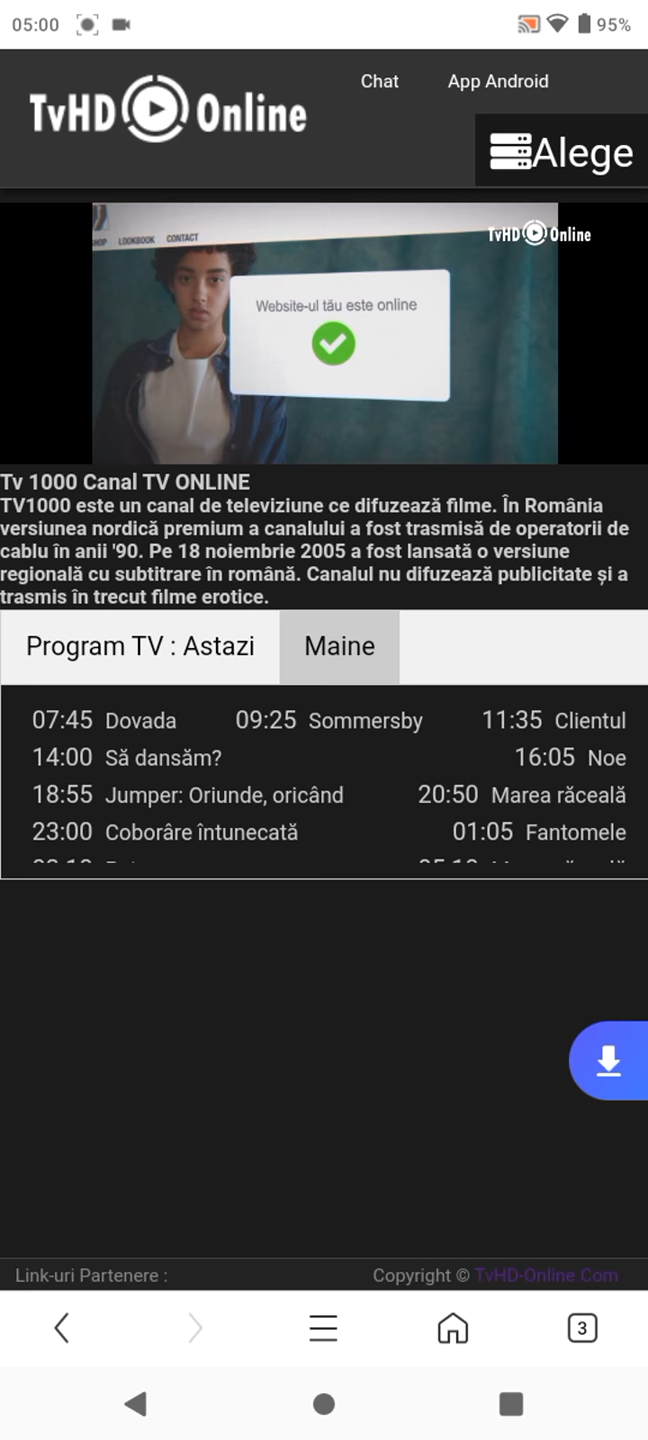 05:00 95%
Chat App Android
TvHD Online
Alege
SHOP LOOKBOOK CONTACT
TvHD Online
Website-ul tău este online
Tv 1000 Canal TV ONLINE
TV1000 este un canal de televiziune ce difuzează filme. În România
versiunea nordică premium a canalului a fost trasmisă de operatorii de
cablu în anii '90. Pe 18 noiembrie 2005 a fost lansată o versiune
regională cu subtitrare în română. Canalul nu difuzează publicitate și a
trasmis în trecut filme erotice.
Program TV : Astazi Maine
07:45 Dovada 09:25 Sommersby 11:35 Clientul
14:00 Să dansăm? 16:05 Noe
18:55 Jumper: Oriunde, oricând 20:50 Marea răceală
23:00 Coborâre întunecată 01:05 Fantomele
Link-uri Partenere : Copyright © TvHD-Online.Com
3